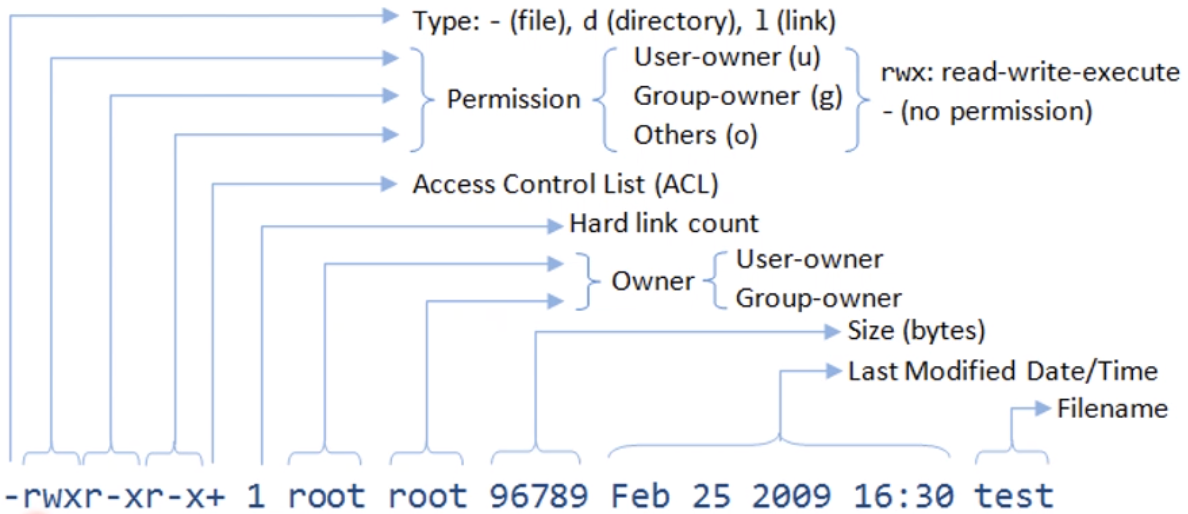 Type: - (file), d (directory), l (link)
User-owner (u)
rwx: read-write-execute
Permission
Group-owner (g)
- (no permission)
Others (o)
Access Control List (ACL)
Hard link count
User-owner
Owner
Group-owner
Size (bytes)
Last Modified Date/Time
Filename
-rwxr-xr-x+ 1 root root 96789 Feb 25 2009 16:30 test